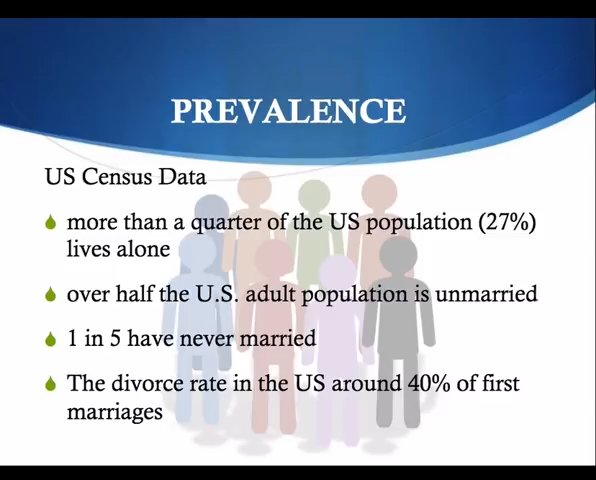 PREVALENCE
US Census Data
more than a quarter of the US population (27%)
lives alone
over half the U.S. adult population is unmarried
1 in 5 have never married
The divorce rate in the US around 40% of first
marriages